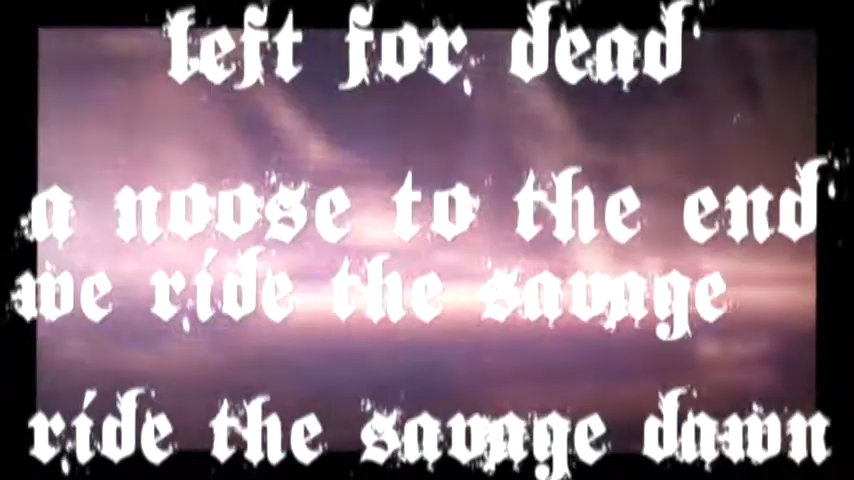 left for dead
a noose to the end
we ride the savage
ride the savage dawn